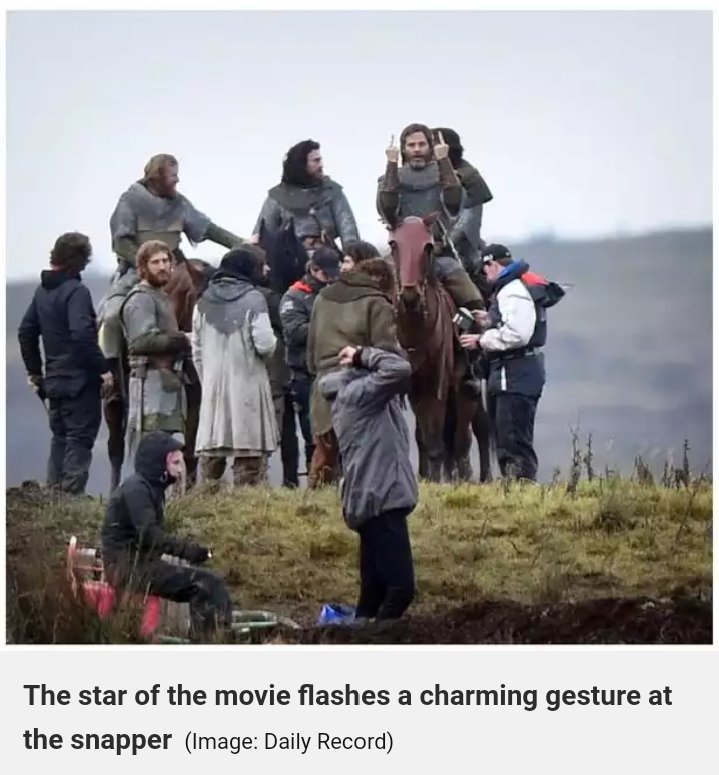 The star of the movie flashes a charming gesture at
the snapper (Image: Daily Record)